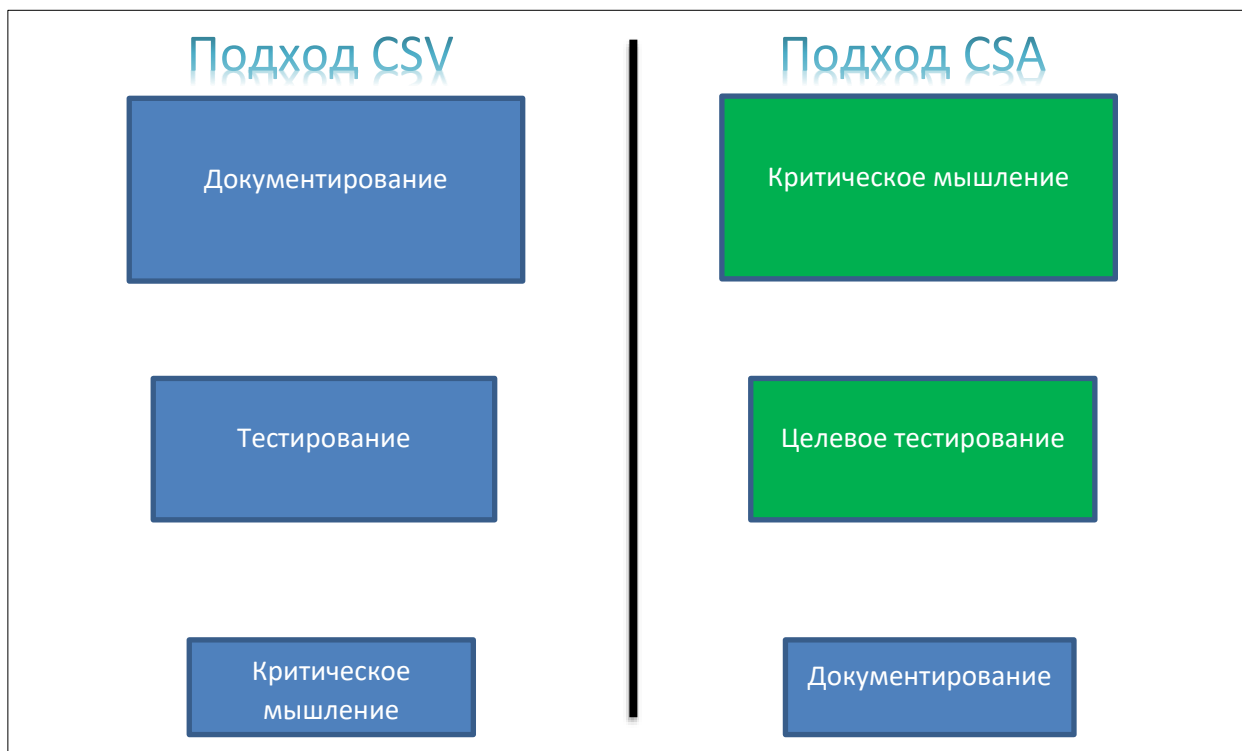 Подход CSV
Документирование
Тестирование
Критическое
мышление
Подход CSA
Критическое мышление
Целевое тестирование
Документирование